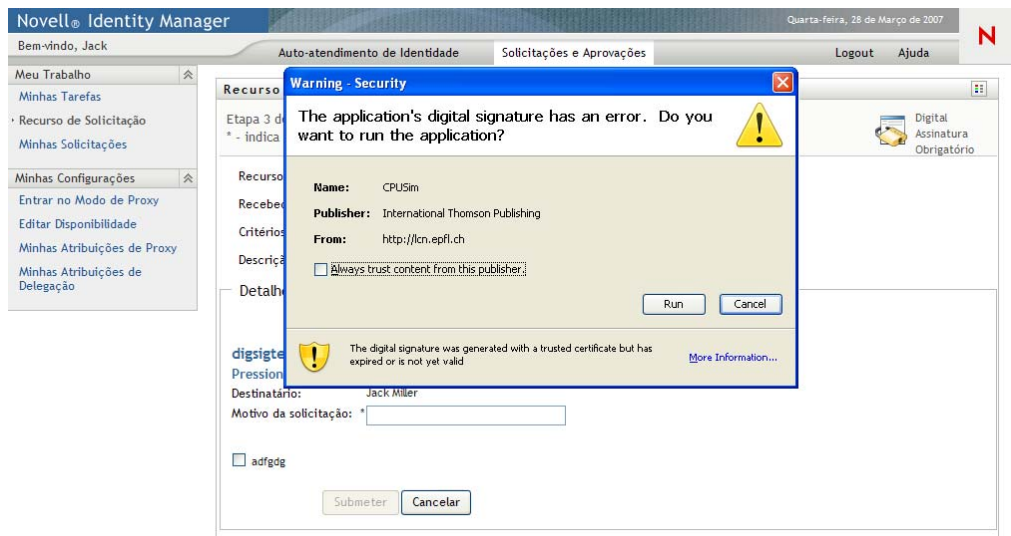 Novell® Identity Manager
Quarta-feira, 28 de Março de 2007
N
Bem-vindo, Jack
Auto-atendimento de Identidade
Solicitações e Aprovações
Logout
Ajuda
Meu Trabalho
Minhas Tarefas
Recurso de Solicitação
Minhas Solicitações
Minhas Configurações
Entrar no Modo de Proxy
Editar Disponibilidade
Minhas Atribuições de Proxy
Minhas Atribuições de
Delegação
Recurso
Etapa 3 d
* - indica
Digital
Assinatura
Obrigatório
Recurso
Receber
Critérios
Descriçã
Detalhe
Warning - Security
The application's digital signature has an error. Do you
want to run the application?
Name: CPUSim
Publisher: International Thomson Publishing
From: http://lcn.epfl.ch
Always trust content from this publisher.
Run
Cancel
The digital signature was generated with a trusted certificate but has
expired or is not yet valid
More Information...
digsigte
Pression
Destinatário: Jack Miller
Motivo da solicitação: *
adfgdg
Submeter
Cancelar